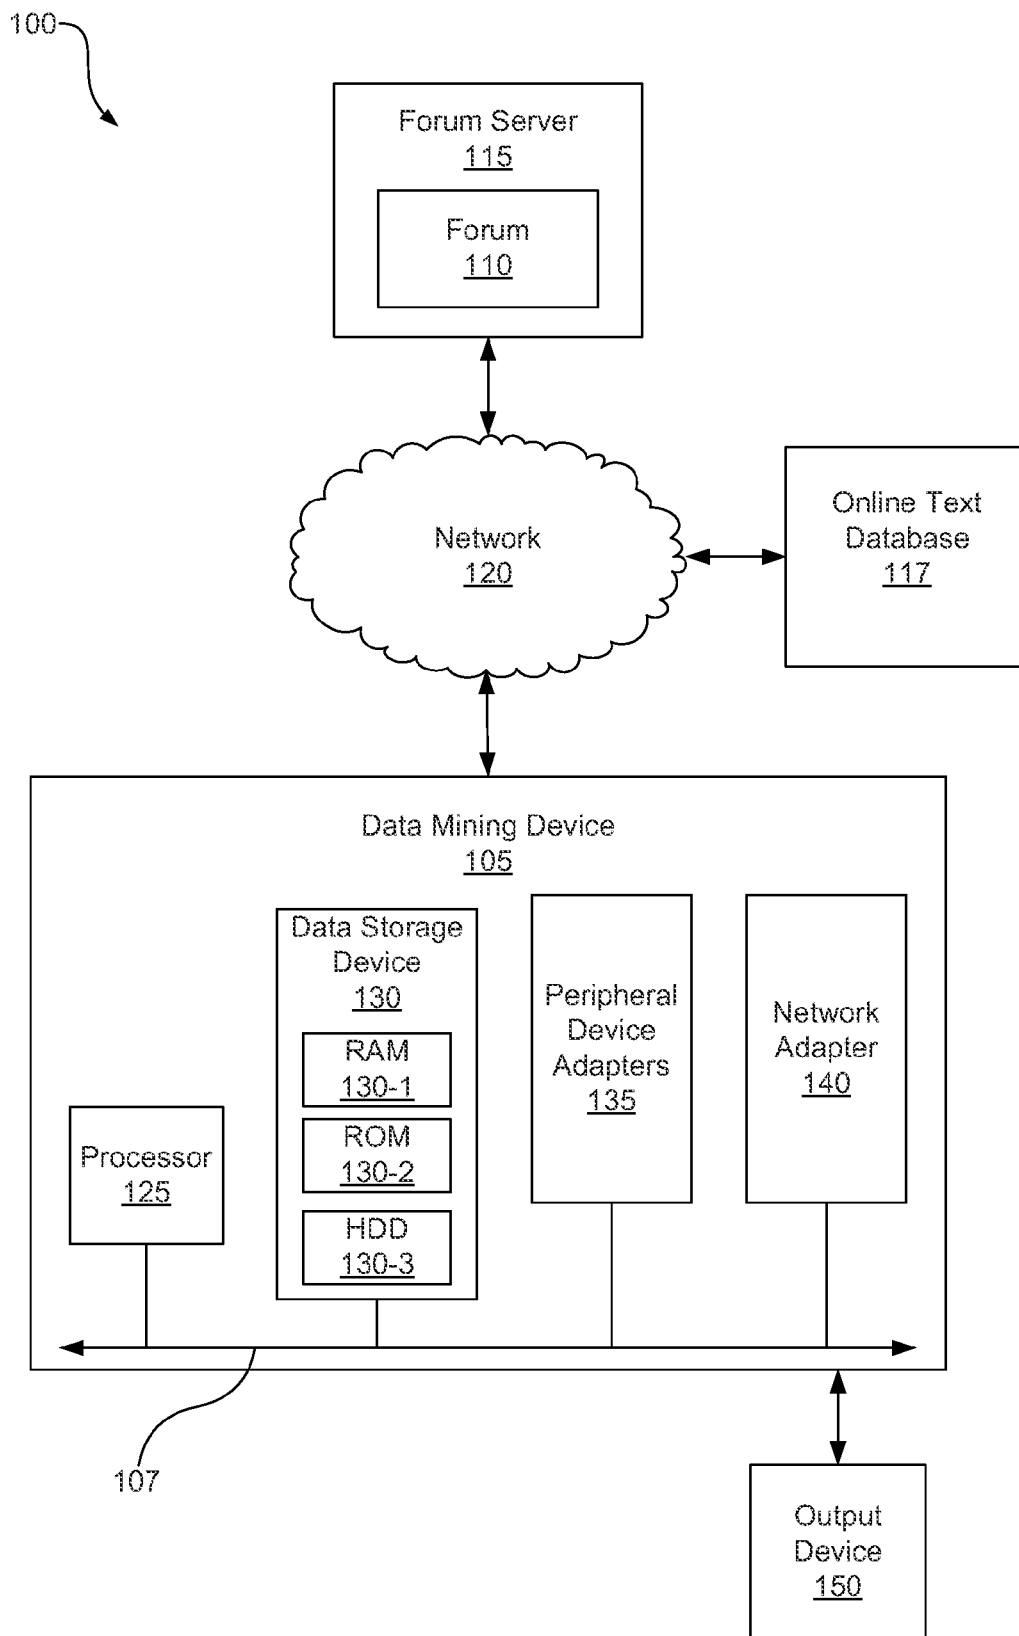 100
Forum Server
115
Forum
110
Network
120
Online Text
Database
117
Data Mining Device
105
Data Storage
Device
130
RAM
130-1
ROM
130-2
HDD
130-3
Peripheral
Device
Adapters
135
Network
Adapter
140
Processor
125
107
Output
Device
150